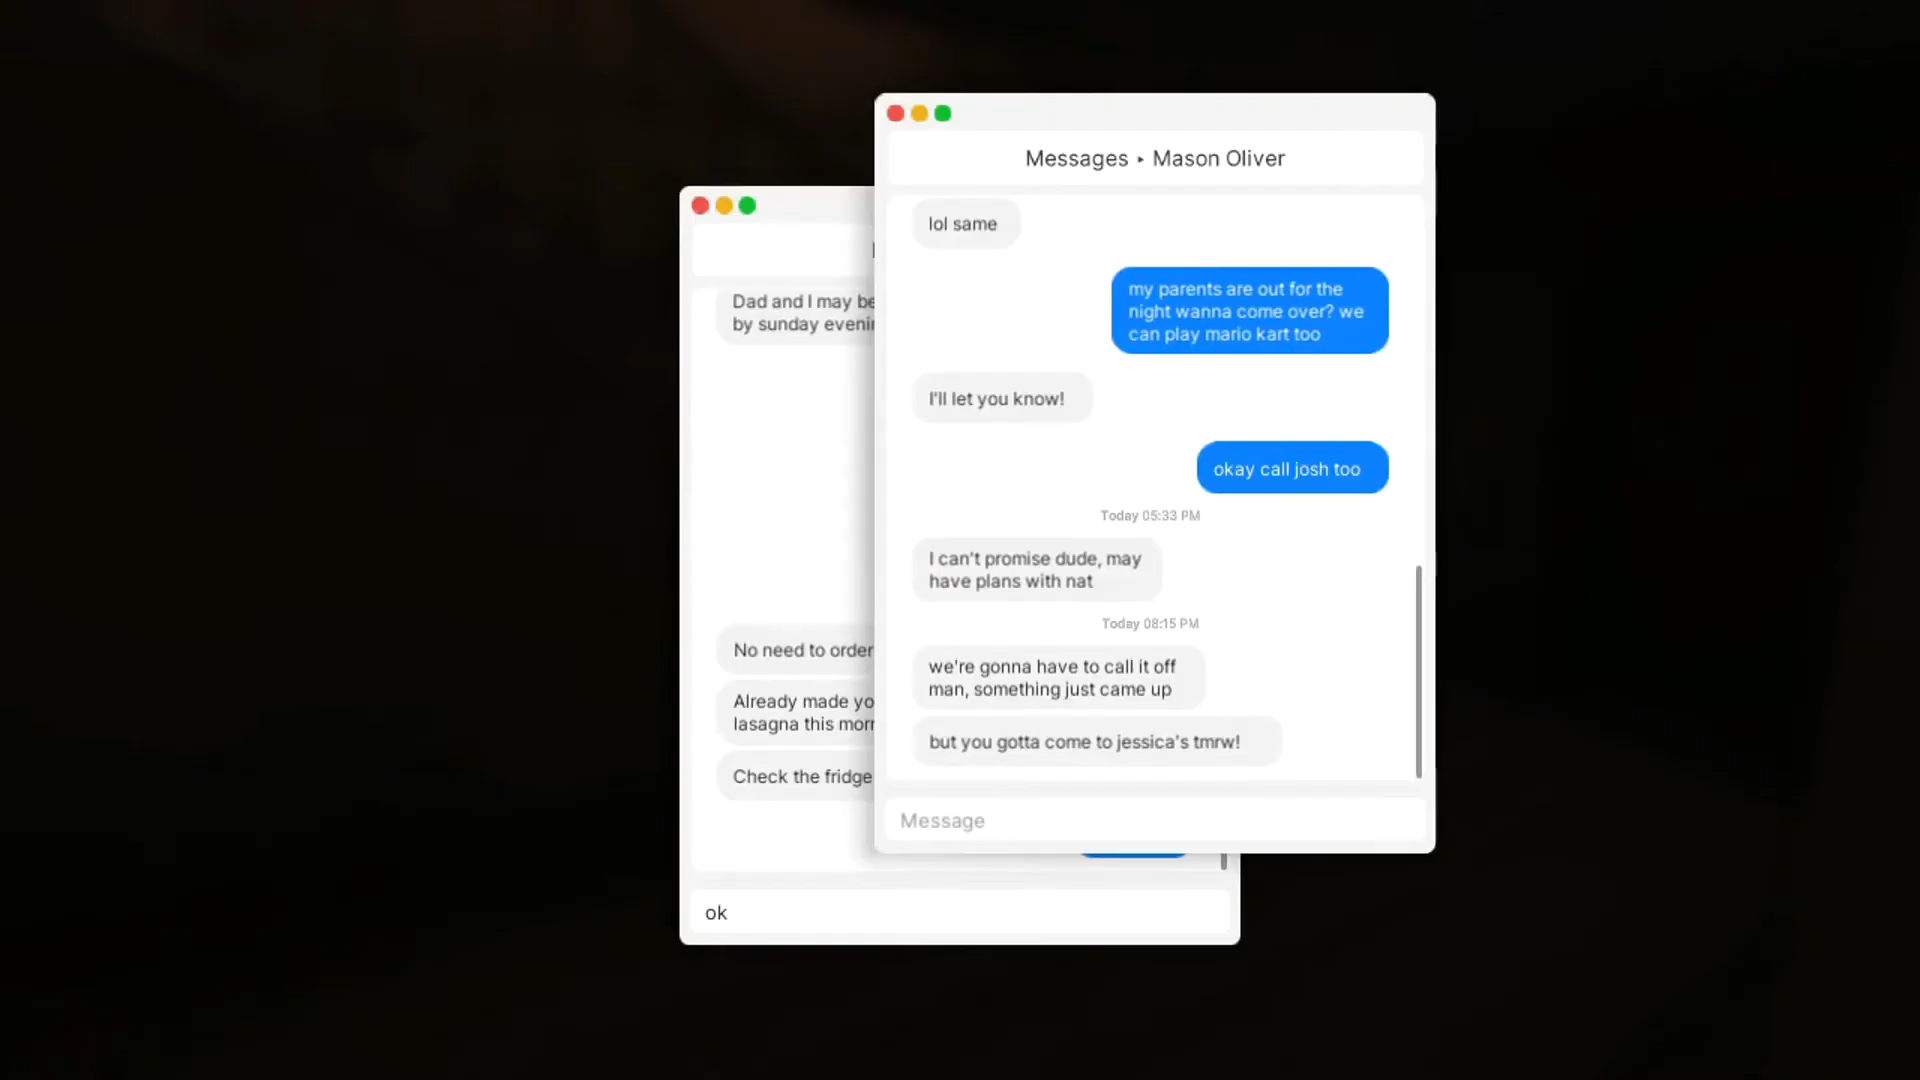 Messages ‣ Mason Oliver
lol same
my parents are out for the
night wanna come over? we
can play mario kart too
I'll let you know!
okay call josh too
Today 05:33 PM
I can't promise dude, may
have plans with nat
Today 08:15 PM
we're gonna have to call it off
man, something just came up
but you gotta come to jessica's tmrw!
Message
Dad and I may be
by sunday
No need to order
Already made
lasagna this
Check the fridge
ok